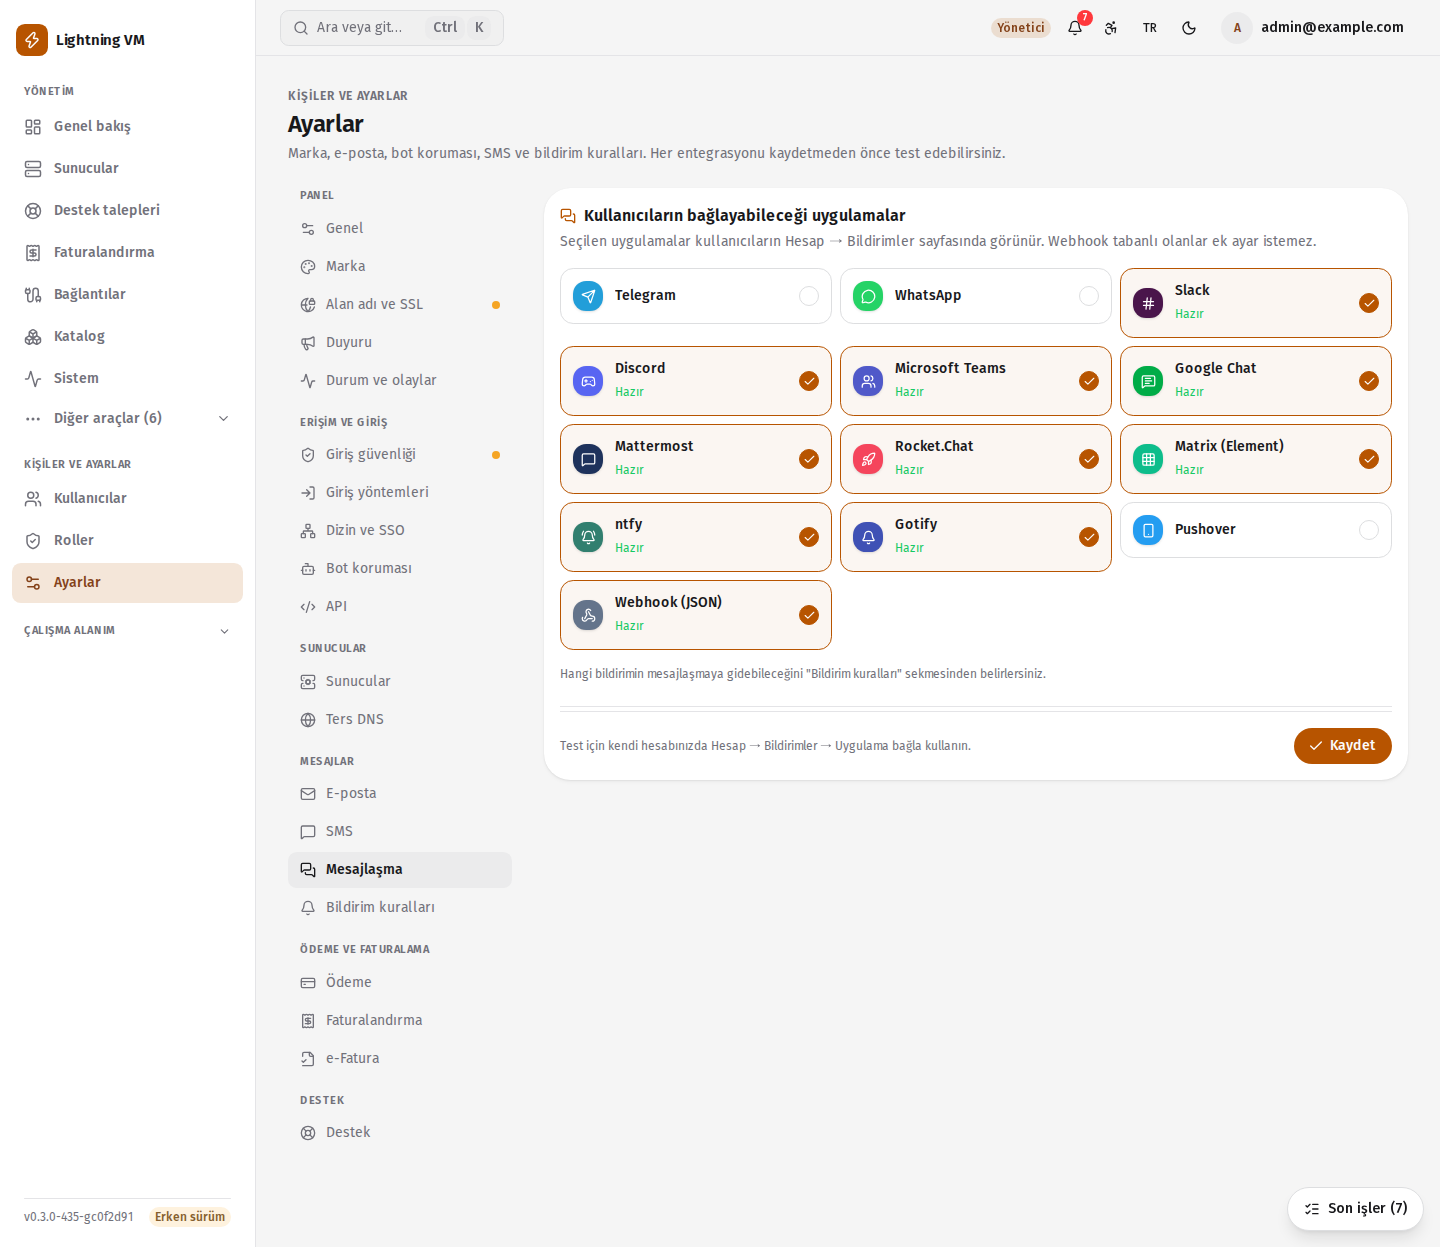 Lightning VM
YÖNETİM
Genel bakış
Sunucular
Destek talepleri
Faturalandırma
Bağlantılar
Katalog
Sistem
Diğer araçlar (6)
KİŞİLER VE AYARLAR
Kullanıcılar
Roller
Ayarlar
ÇALIŞMA ALANIM
v0.3.0-435-gc0f2d91
Erken sürüm
Ara veya git…
Ctrl K
Yönetici
7
TR
A
admin@example.com
KİŞİLER VE AYARLAR
Ayarlar
Marka, e-posta, bot koruması, SMS ve bildirim kuralları. Her entegrasyonu kaydetmeden önce test edebilirsiniz.
PANEL
Genel
Marka
Alan adı ve SSL
Duyuru
Durum ve olaylar
ERİŞİM VE GİRİŞ
Giriş güvenliği
Giriş yöntemleri
Dizin ve SSO
Bot koruması
API
SUNUCULAR
Sunucular
Ters DNS
MESAJLAR
E-posta
SMS
Mesajlaşma
Bildirim kuralları
ÖDEME VE FATURALAMA
Ödeme
Faturalandırma
e-Fatura
DESTEK
Destek
Kullanıcıların bağlayabileceği uygulamalar
Seçilen uygulamalar kullanıcıların Hesap → Bildirimler sayfasında görünür. Webhook tabanlı olanlar ek ayar istemez.
Telegram
WhatsApp
Slack
Hazır
Discord
Hazır
Microsoft Teams
Hazır
Google Chat
Hazır
Mattermost
Hazır
Rocket.Chat
Hazır
Matrix (Element)
Hazır
ntfy
Hazır
Gotify
Hazır
Pushover
Webhook (JSON)
Hazır
Hangi bildirimin mesajlaşmaya gidebileceğini "Bildirim kuralları" sekmesinden belirlersiniz.
Test için kendi hesabınızda Hesap → Bildirimler → Uygulama bağla kullanın.
Kaydet
Son işler (7)